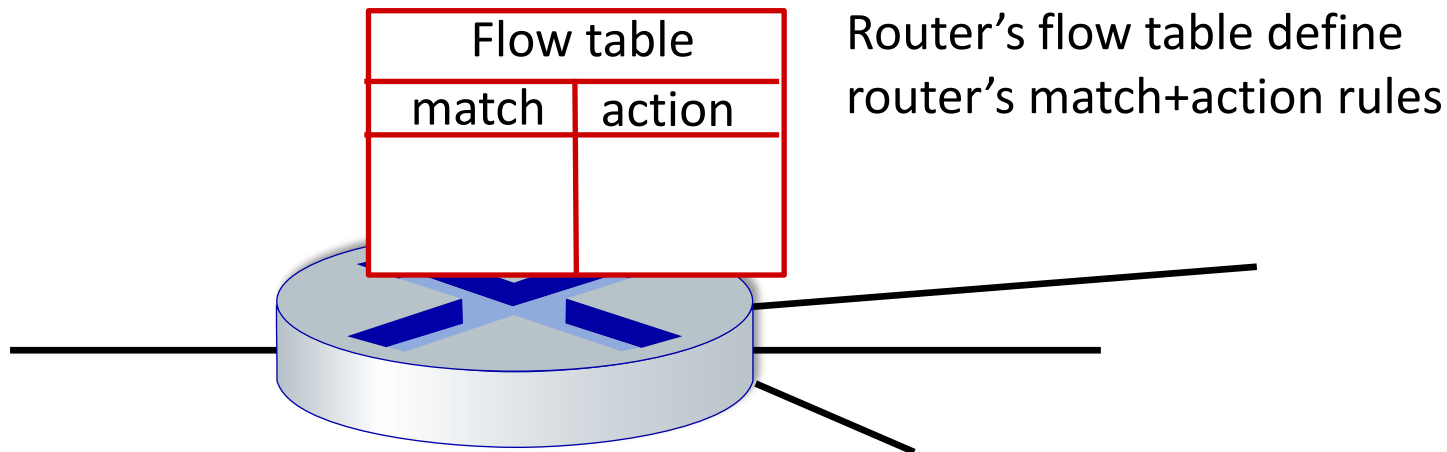 Flow table
match action
Router’s flow table define
router’s match+action rules